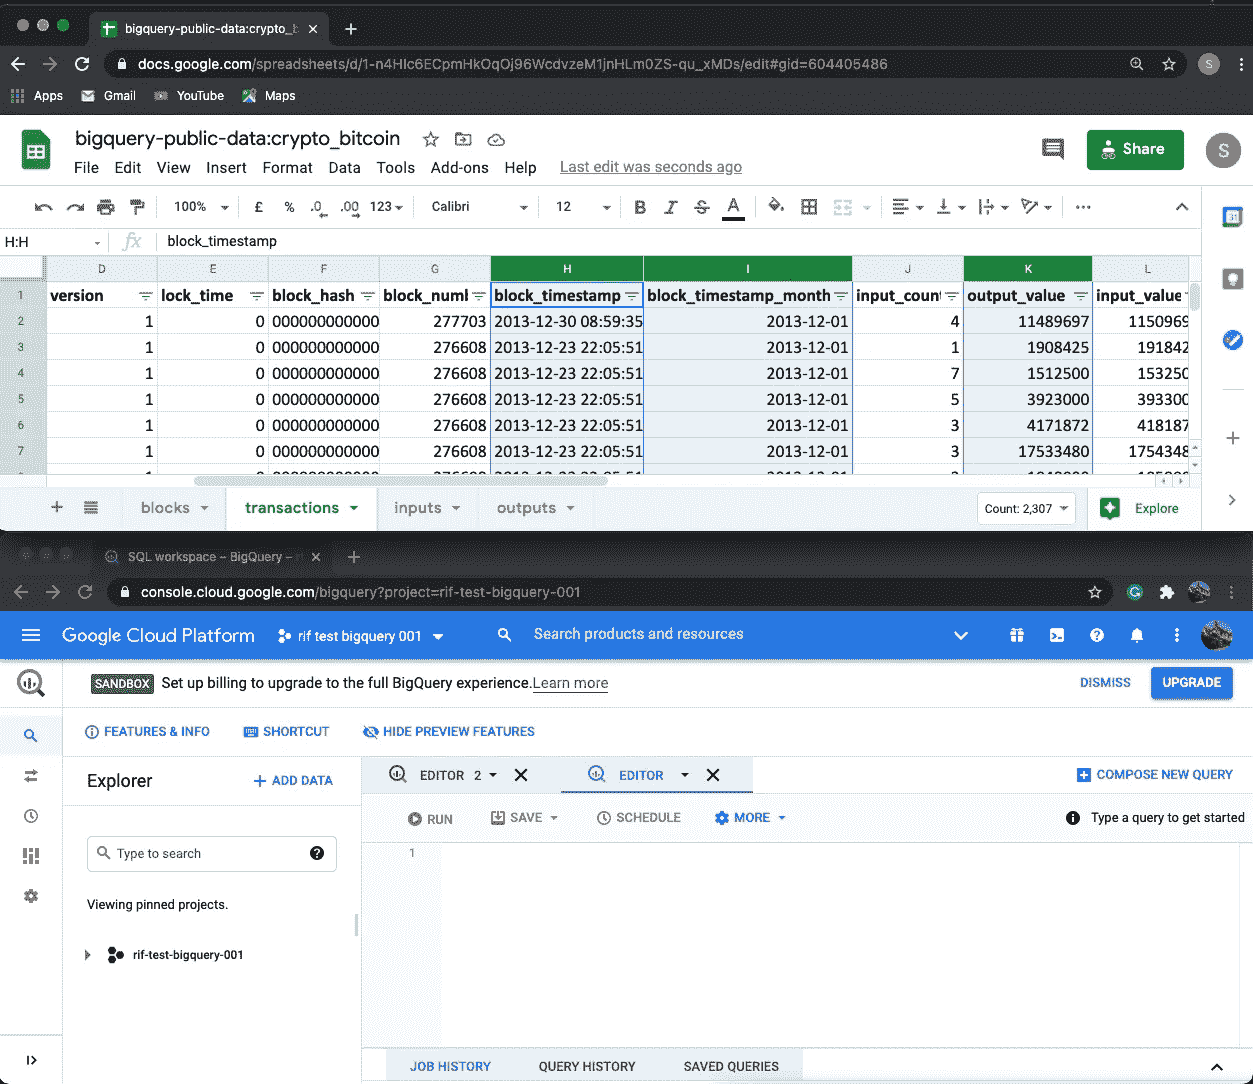 bigquery-public-data:crypto_b
docs.google.com/spreadsheets/d/1-n4HIc6ECpmHkOqOj96WcdvzeM1jnHLm0ZS-qu_xMDs/edit#gid=604405486
S
Apps Gmail YouTube Maps
bigquery-public-data:crypto_bitcoin
File Edit View Insert Format Data Tools Add-ons Help Last edit was seconds ago
Share
S
100% £ % .0 .00 123 Calibri 12 B I S A
31
H:H fx block_timestamp
D E F G H I J K L
1 version lock_time block_hash block_numl block_timestamp block_timestamp_month input_coun output_value input_value
2 1 0 000000000000 277703 2013-12-30 08:59:35 2013-12-01 4 11489697 1150969
3 1 0 000000000000 276608 2013-12-23 22:05:51 2013-12-01 1 1908425 191842
4 1 0 000000000000 276608 2013-12-23 22:05:51 2013-12-01 7 1512500 153250
5 1 0 000000000000 276608 2013-12-23 22:05:51 2013-12-01 5 3923000 393300
6 1 0 000000000000 276608 2013-12-23 22:05:51 2013-12-01 3 4171872 418187
7 1 0 000000000000 276608 2013-12-23 22:05:51 2013-12-01 3 17533480 1754348
blocks transactions inputs outputs Count: 2,307 Explore
SQL workspace – BigQuery –
console.cloud.google.com/bigquery?project=rif-test-bigquery-001
Google Cloud Platform rif test bigquery 001 Search products and resources
SANDBOX Set up billing to upgrade to the full BigQuery experience. Learn more DISMISS UPGRADE
FEATURES & INFO SHORTCUT HIDE PREVIEW FEATURES
Explorer + ADD DATA EDITOR 2 EDITOR COMPOSE NEW QUERY
RUN SAVE SCHEDULE MORE Type a query to get started
Type to search
1
Viewing pinned projects.
rif-test-bigquery-001
JOB HISTORY QUERY HISTORY SAVED QUERIES